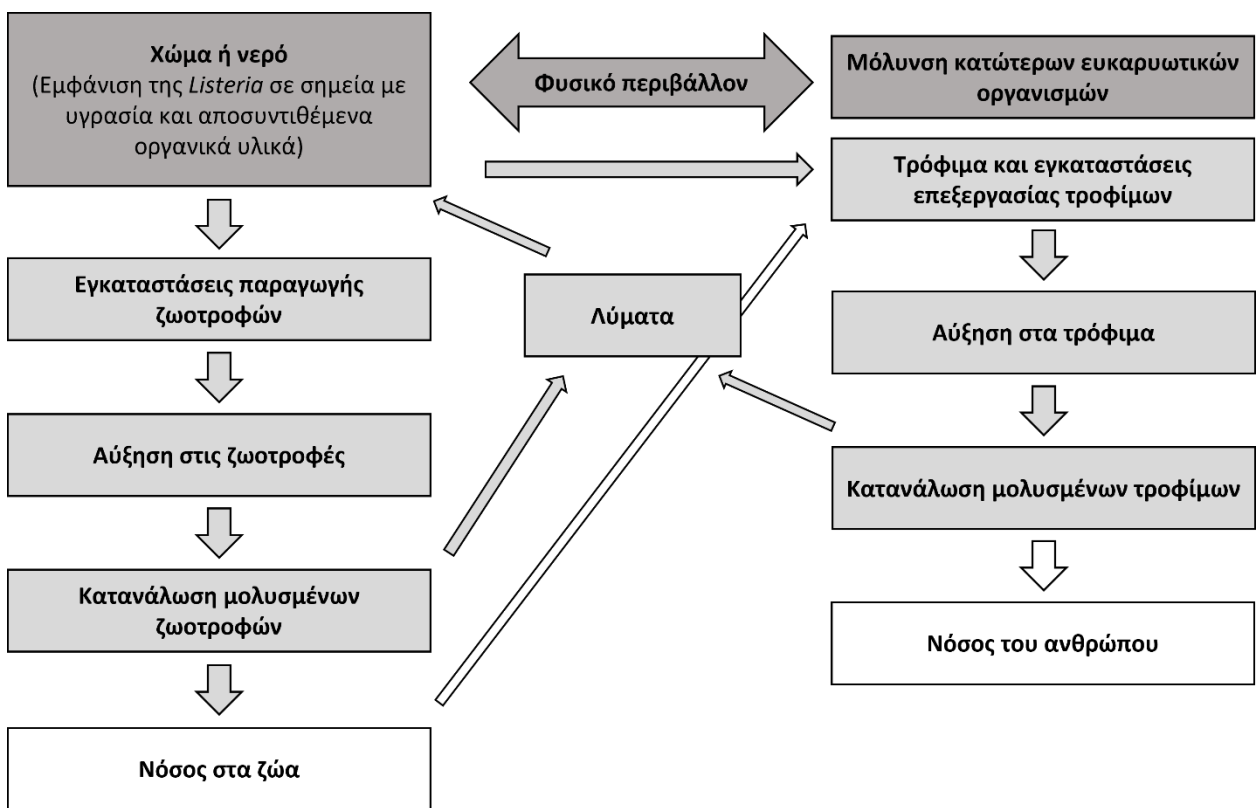 Χώμα ή νερό
(Εμφάνιση της Listeria σε σημεία με
υγρασία και αποσυντιθέμενα
οργανικά υλικά)
Φυσικό περιβάλλον
Μόλυνση κατώτερων ευκαρυωτικών
οργανισμών
Τρόφιμα και εγκαταστάσεις
επεξεργασίας τροφίμων
Εγκαταστάσεις παραγωγής
ζωοτροφών
Λύματα
Αύξηση στα τρόφιμα
Αύξηση στις ζωοτροφές
Κατανάλωση μολυσμένων τροφίμων
Κατανάλωση μολυσμένων
ζωοτροφών
Νόσος του ανθρώπου
Νόσος στα ζώα